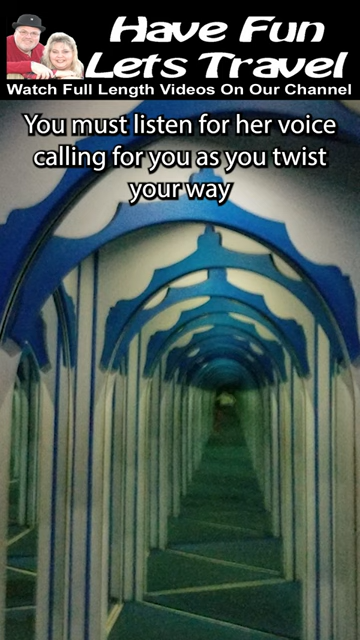 Have Fun
Lets Travel
Watch Full Length Videos On Our Channel
You must listen for her voice
calling for you as you twist
your way